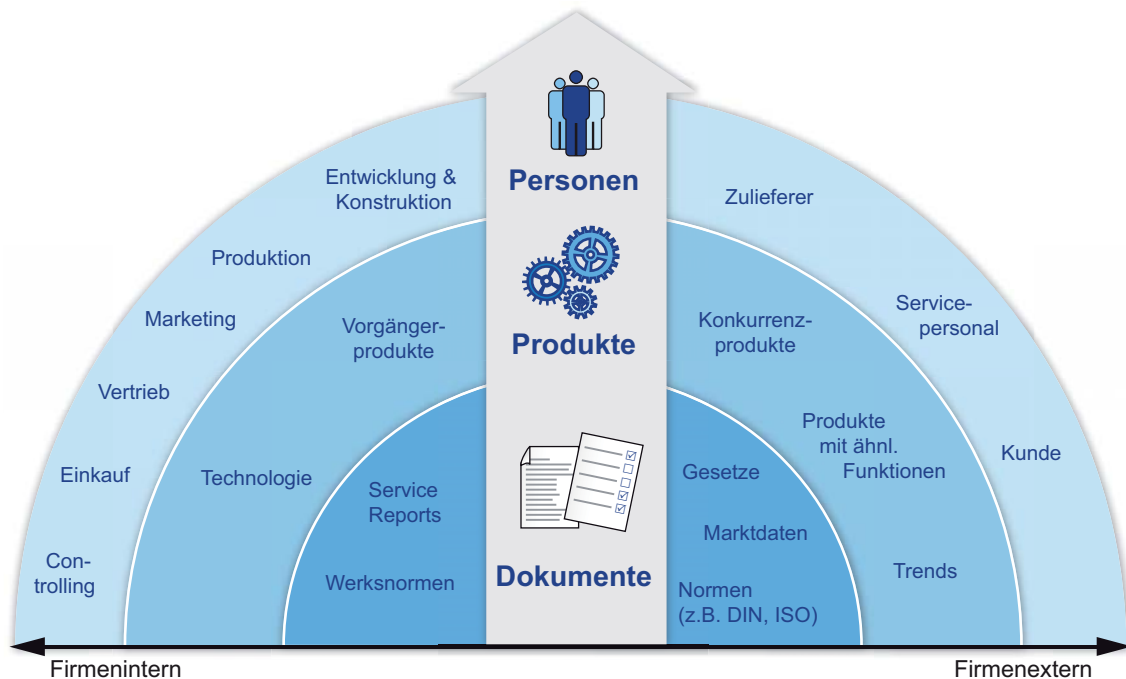 Personen
Entwicklung &
Konstruktion
Produktion
Marketing
Vertrieb
Einkauf
Con-
trolling
Zulieferer
Service-
personal
Kunde
Produkte
Vorgänger-
produkte
Technologie
Konkurrenz-
produkte
Produkte
mit ähnl.
Funktionen
Trends
Dokumente
Service
Reports
Werksnormen
Gesetze
Marktdaten
Normen
(z.B. DIN, ISO)
Firmenintern
Firmenextern